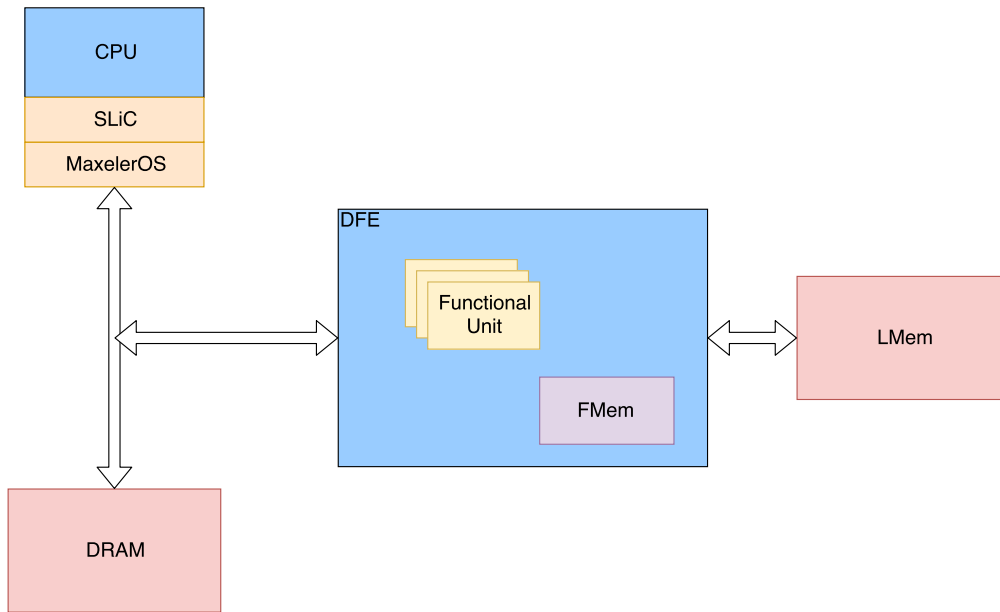 CPU
SLiC
MaxelerOS
DFE
Functional
Unit
FMem
LMem
DRAM